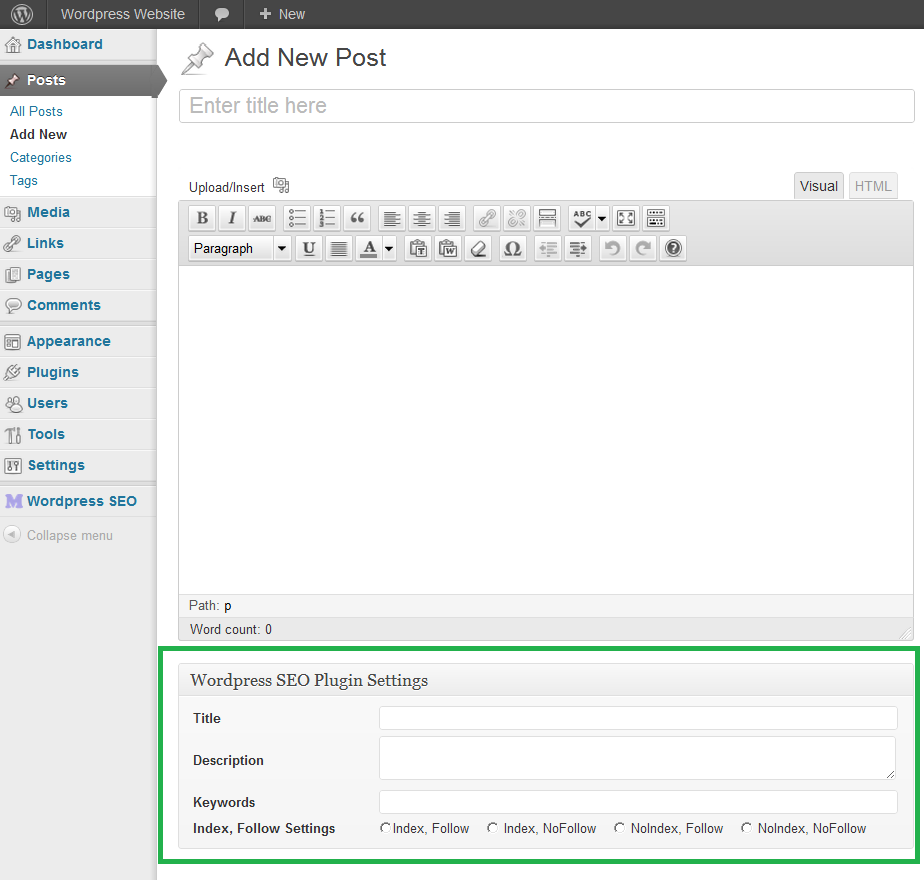 Wordpress Website
+ New
Dashboard
Posts
All Posts
Add New
Categories
Tags
Media
Links
Pages
Comments
Appearance
Plugins
Users
Tools
Settings
Wordpress SEO
Collapse menu
Add New Post
Enter title here
Upload/Insert
Visual HTML
B I ABC ABC
Paragraph U A T W Ω ?
Path: p
Word count: 0
Wordpress SEO Plugin Settings
Title
Description
Keywords
Index, Follow Settings Index, Follow Index, NoFollow NoIndex, Follow NoIndex, NoFollow